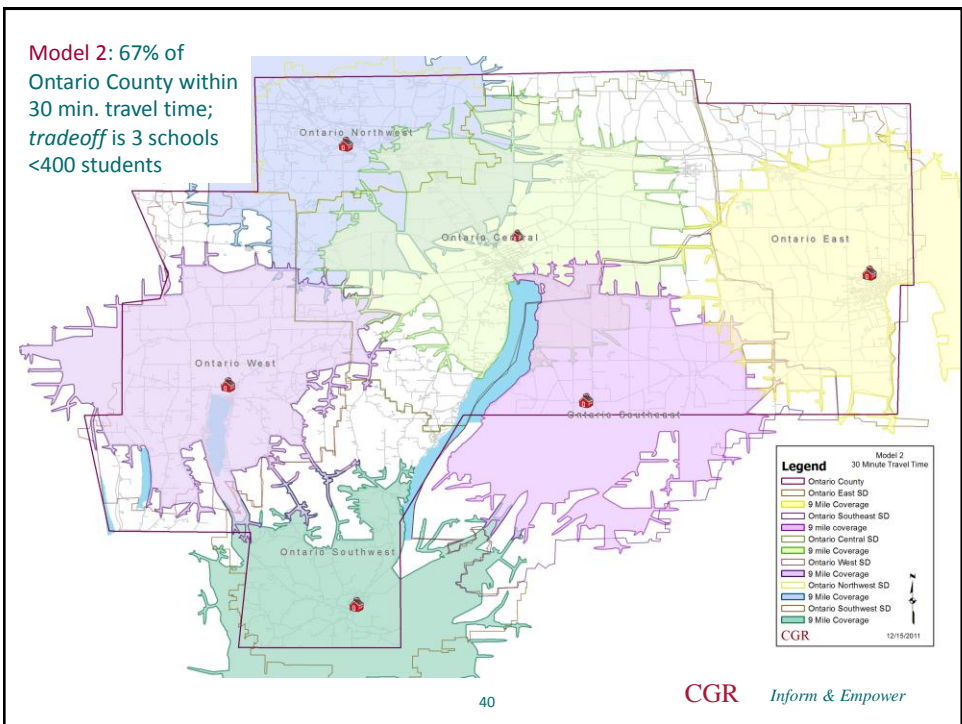 Model 2: 67% of
Ontario County within
30 min. travel time;
tradeoff is 3 schools
<400 students
Ontario Northwest
Ontario Central
Ontario East
Ontario West
Ontario Southeast
Ontario Southwest
Legend
Model 2
30 Minute Travel Time
Ontario County
Ontario East SD
9 Mile Coverage
Ontario Southeast SD
9 mile coverage
Ontario Central SD
9 mile coverage
Ontario West SD
9 Mile Coverage
Ontario Northwest SD
9 Mile Coverage
Ontario Southwest SD
9 Mile Coverage
N
CGR
12/15/2011
40
CGR
Inform & Empower